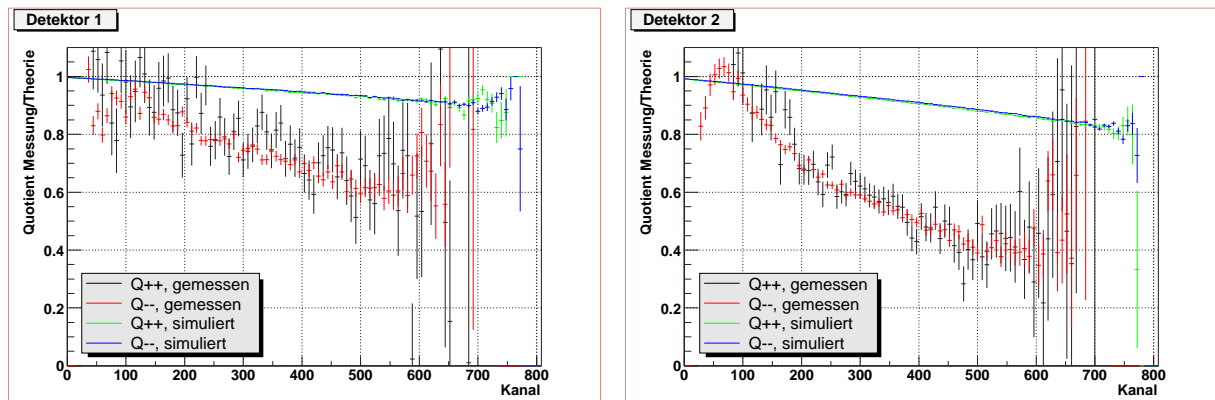 Detektor 1
Quotient Messung/Theorie
1
0.8
0.6
0.4
0.2
0
Q++, gemessen
Q--, gemessen
Q++, simuliert
Q--, simuliert
0 100 200 300 400 500 600 700 800
Kanal
Detektor 2
Quotient Messung/Theorie
1
0.8
0.6
0.4
0.2
0
Q++, gemessen
Q--, gemessen
Q++, simuliert
Q--, simuliert
0 100 200 300 400 500 600 700 800
Kanal